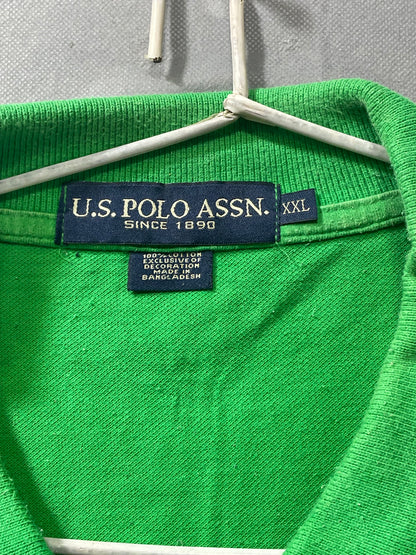 U.S. POLO ASSN.
SINCE 1890
XXL
100% COTTON
EXCLUSIVE OF
DECORATION
MADE IN
BANGLADESH